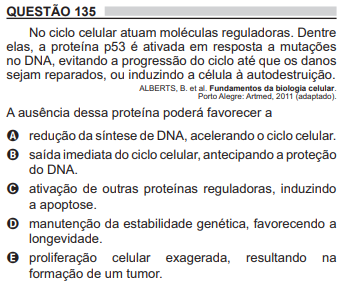 QUESTÃO 135
No ciclo celular atuam moléculas reguladoras. Dentre
elas, a proteína p53 é ativada em resposta a mutações
no DNA, evitando a progressão do ciclo até que os danos
sejam reparados, ou induzindo a célula à autodestruição.
ALBERTS, B. et al. Fundamentos da biologia celular.
Porto Alegre: Artmed, 2011 (adaptado).
A ausência dessa proteína poderá favorecer a
A redução da síntese de DNA, acelerando o ciclo celular.
B saída imediata do ciclo celular, antecipando a proteção
do DNA.
C ativação de outras proteínas reguladoras, induzindo
a apoptose.
D manutenção da estabilidade genética, favorecendo a
longevidade.
E proliferação celular exagerada, resultando na
formação de um tumor.